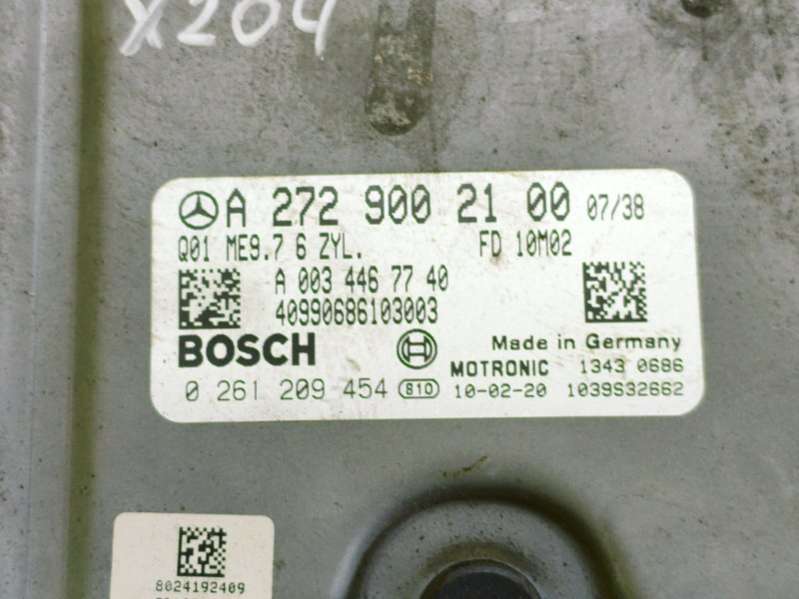 X204
A 272 900 21 00 07/38
Q01 ME9.7 6 ZYL. FD 10M02
A 003 446 77 40
40990686103003
BOSCH Made in Germany
MOTRONIC 1343 0686
0 261 209 454 810 10-02-20 1039S32662
8024192409